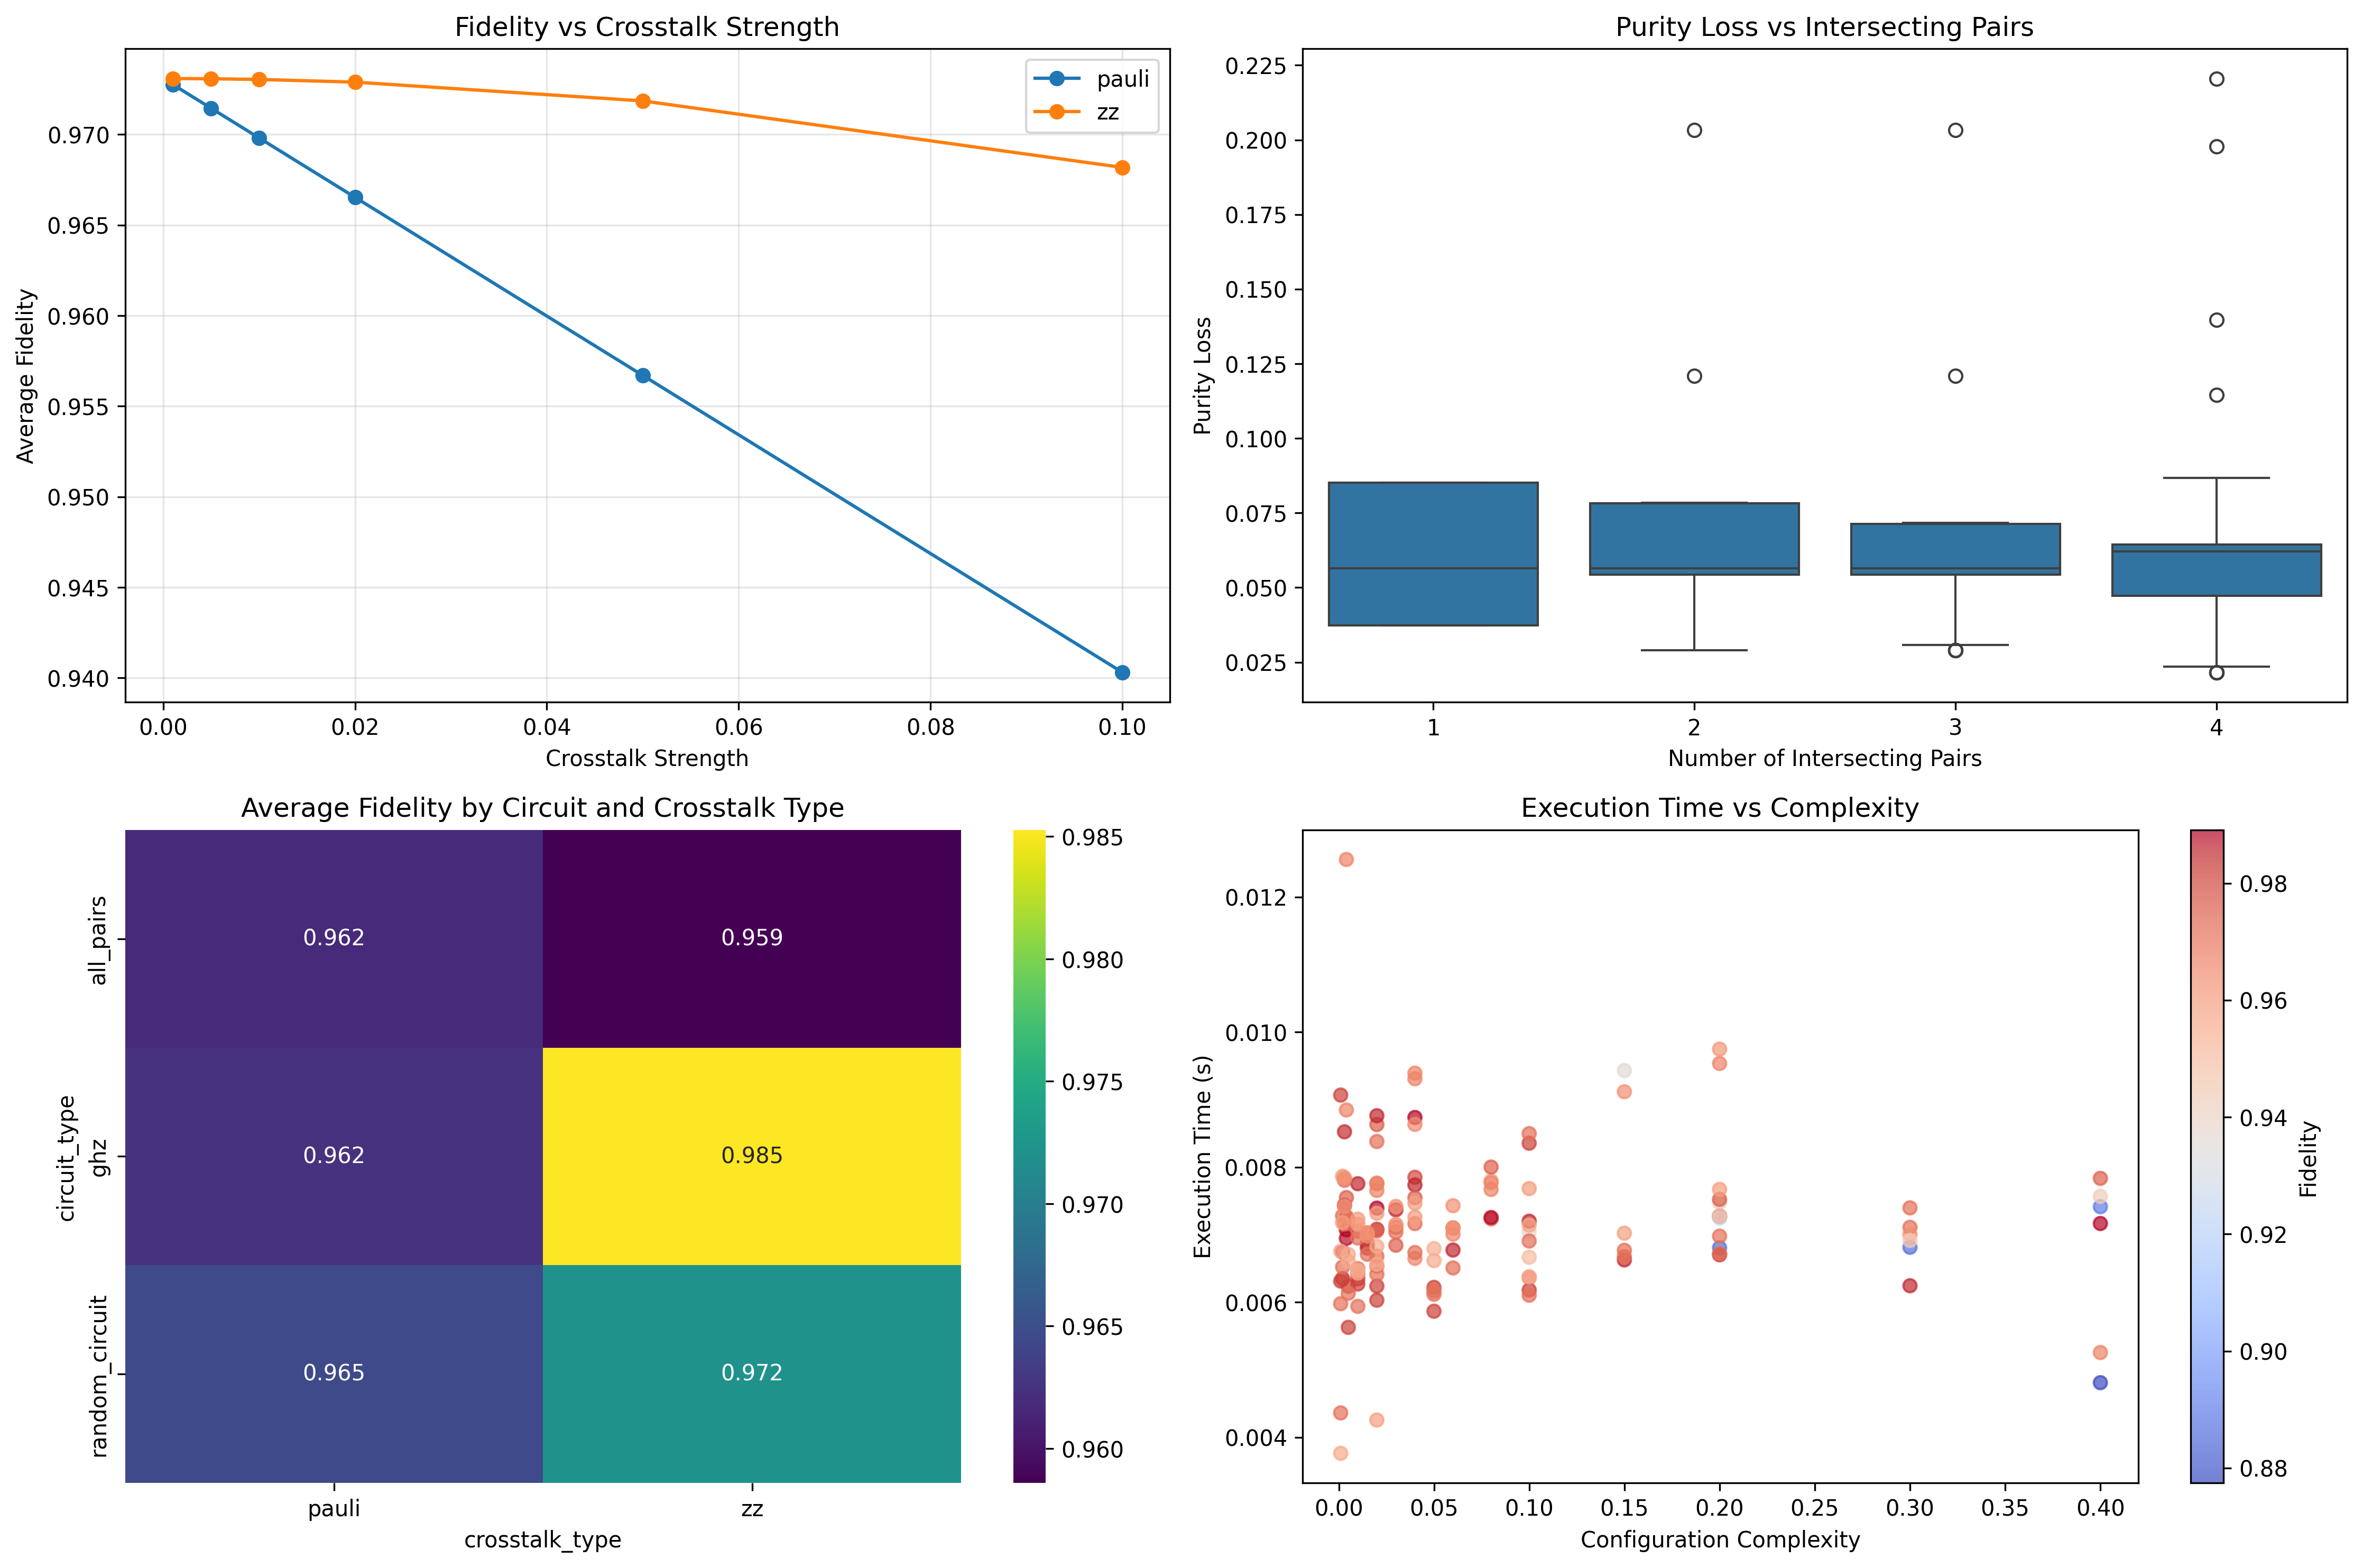 Fidelity vs Crosstalk Strength
Average Fidelity
0.970
0.965
0.960
0.955
0.950
0.945
0.940
0.00 0.02 0.04 0.06 0.08 0.10
Crosstalk Strength
pauli
zz
Purity Loss vs Intersecting Pairs
Purity Loss
0.225
0.200
0.175
0.150
0.125
0.100
0.075
0.050
0.025
1 2 3 4
Number of Intersecting Pairs
Average Fidelity by Circuit and Crosstalk Type
circuit_type
all_pairs
ghz
random_circuit
0.962 0.959
0.962 0.985
0.965 0.972
pauli zz
crosstalk_type
0.985
0.980
0.975
0.970
0.965
0.960
Execution Time vs Complexity
Execution Time (s)
0.012
0.010
0.008
0.006
0.004
0.00 0.05 0.10 0.15 0.20 0.25 0.30 0.35 0.40
Configuration Complexity
0.98
0.96
0.94
0.92
0.90
0.88
Fidelity